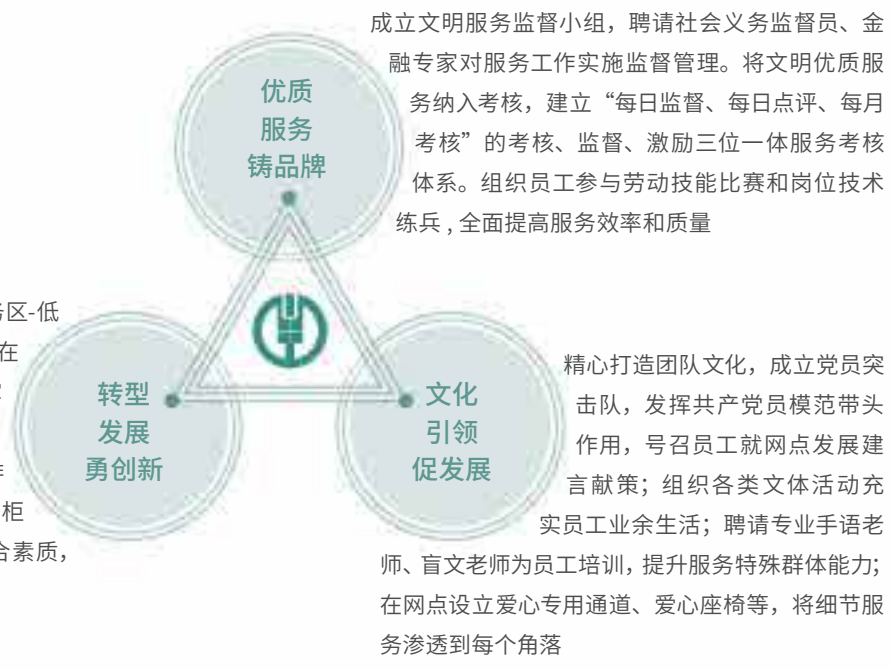 成立文明服务监督小组，聘请社会义务监督员、金
融专家对服务工作实施监督管理。将文明优质服
务纳入考核，建立“每日监督、每日点评、每月
考核”的考核、监督、激励三位一体服务考核
体系。组织员工参与劳动技能比赛和岗位技术
练兵 , 全面提高服务效率和质量
优质
服务
铸品牌
区-低
在
柜
合素质，
转型
发展
勇创新
文化
引领
促发展
精心打造团队文化，成立党员突
击队，发挥共产党员模范带头
作用，号召员工就网点发展建
言献策；组织各类文体活动充
实员工业余生活；聘请专业手语老
师、盲文老师为员工培训，提升服务特殊群体能力；
在网点设立爱心专用通道、爱心座椅等，将细节服
务渗透到每个角落